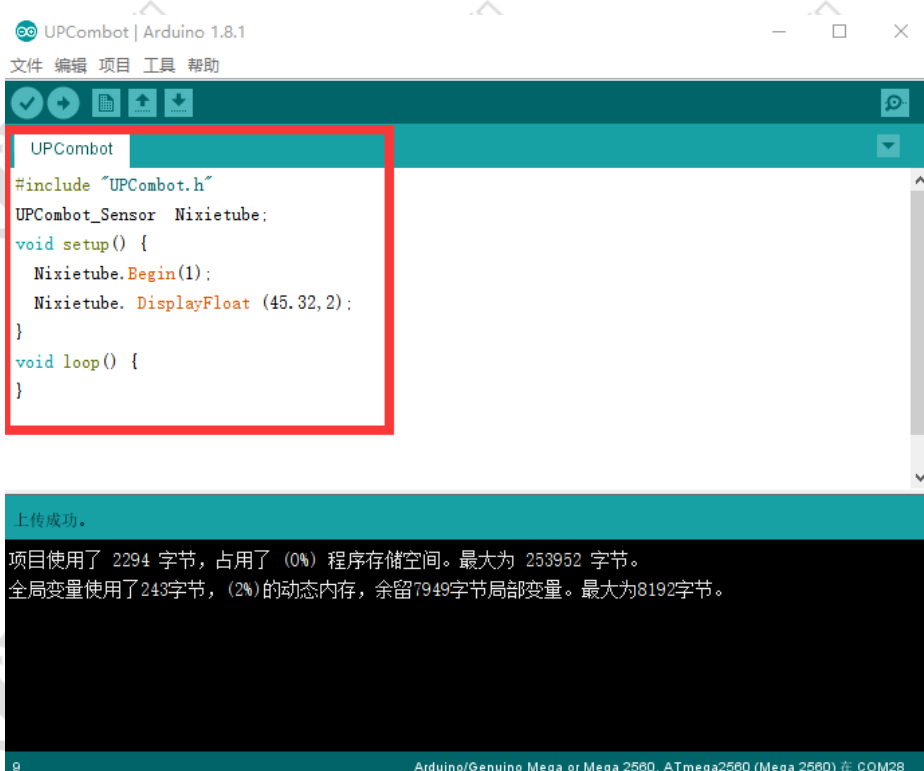 UPCombot | Arduino 1.8.1
文件 编辑 项目 工具 帮助
UPCombot
#include "UPCombot.h"
UPCombot_Sensor  Nixietube;
void setup() {
  Nixietube.Begin(1);
  Nixietube. DisplayFloat (45.32,2);
}
void loop() {
}
上传成功。
项目使用了 2294 字节，占用了 (0%) 程序存储空间。最大为 253952 字节。
全局变量使用了243字节，(2%)的动态内存，余留7949字节局部变量。最大为8192字节。
9 Arduino/Genuino Mega or Mega 2560, ATmega2560 (Mega 2560) 在 COM28